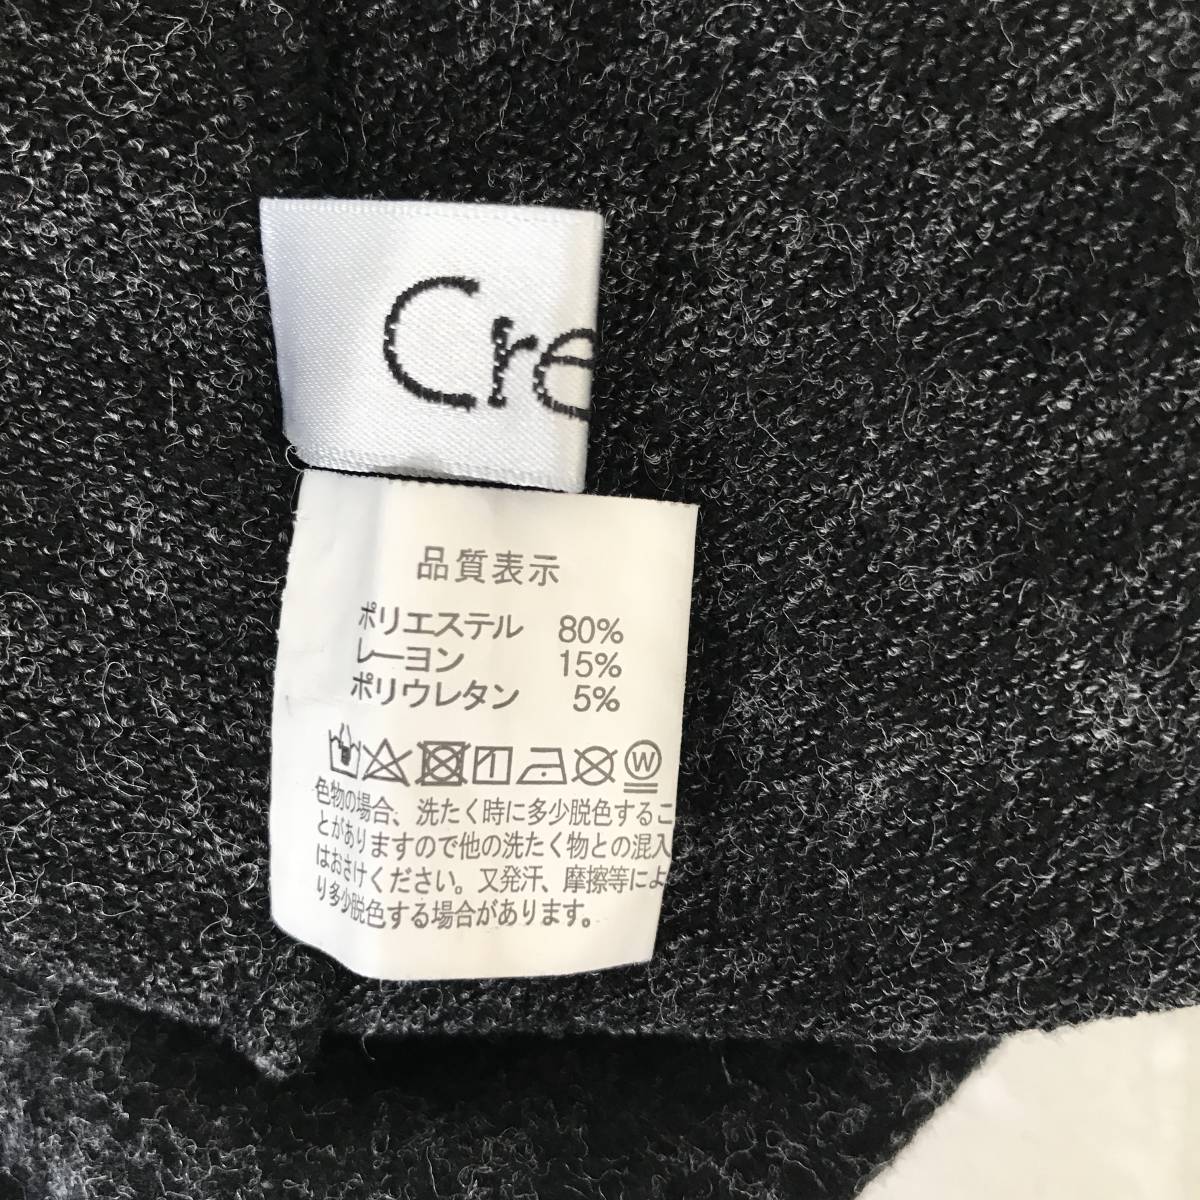 Cre
品質表示
ポリエステル 80%
レーヨン 15%
ポリウレタン 5%
W
色物の場合、洗たく時に多少脱色するこ
とがありますので他の洗たく物との混入
はおさけください。又発汗、摩擦等によ
り多少脱色する場合があります。